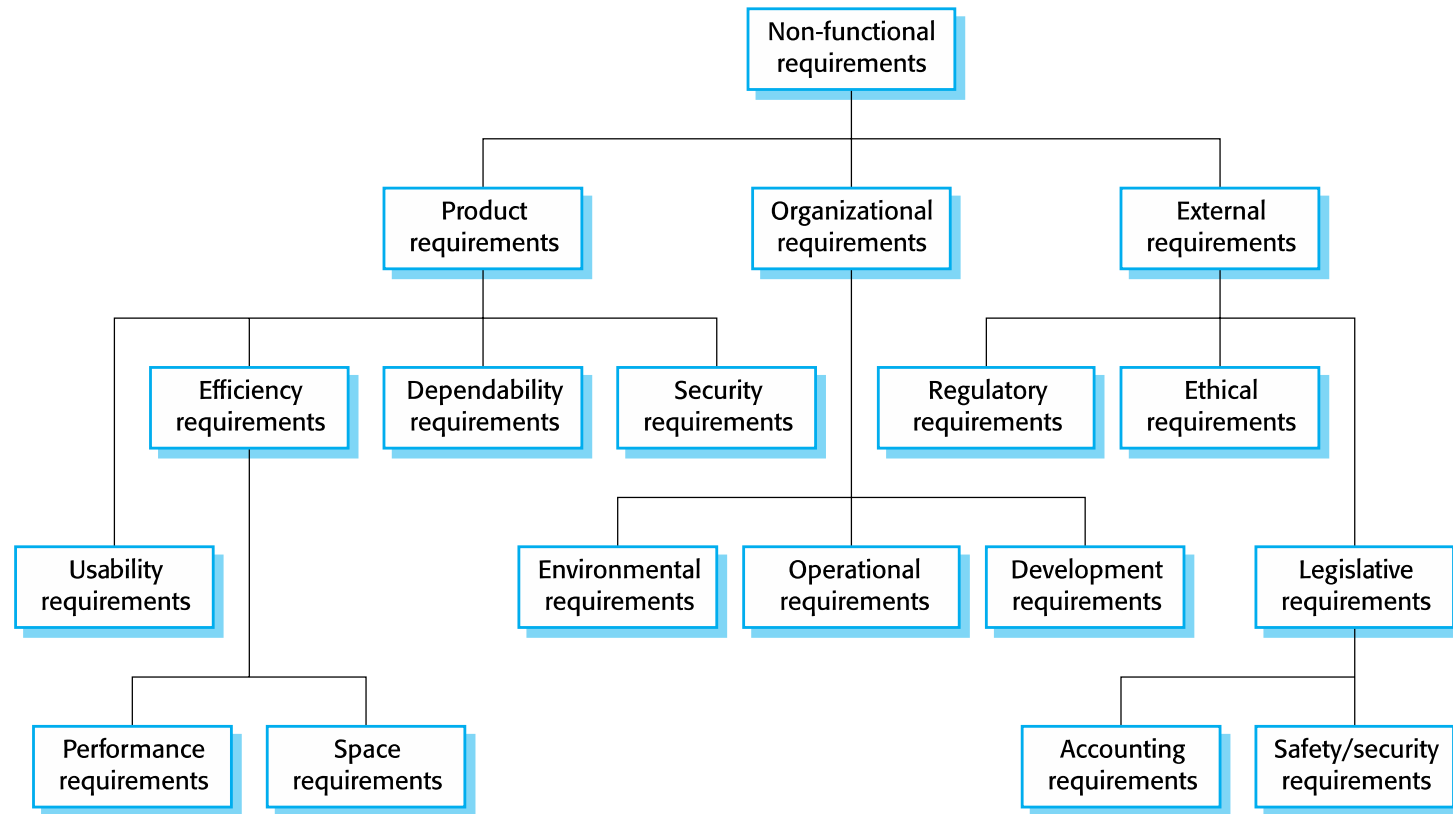 Non-functional
requirements
Product
requirements
Organizational
requirements
External
requirements
Efficiency
requirements
Dependability
requirements
Security
requirements
Regulatory
requirements
Ethical
requirements
Usability
requirements
Environmental
requirements
Operational
requirements
Development
requirements
Legislative
requirements
Performance
requirements
Space
requirements
Accounting
requirements
Safety/security
requirements